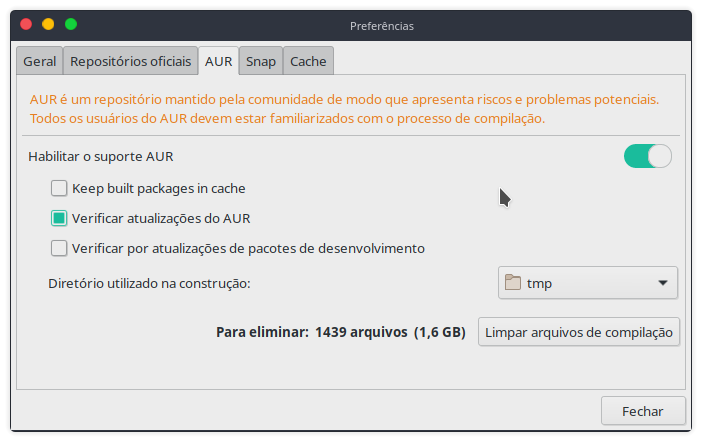 Preferências
Geral Repositórios oficiais AUR Snap Cache
AUR é um repositório mantido pela comunidade de modo que apresenta riscos e problemas potenciais.
Todos os usuários do AUR devem estar familiarizados com o processo de compilação.
Habilitar o suporte AUR
Keep built packages in cache
Verificar atualizações do AUR
Verificar por atualizações de pacotes de desenvolvimento
Diretório utilizado na construção: tmp
Para eliminar: 1439 arquivos (1,6 GB) Limpar arquivos de compilação
Fechar